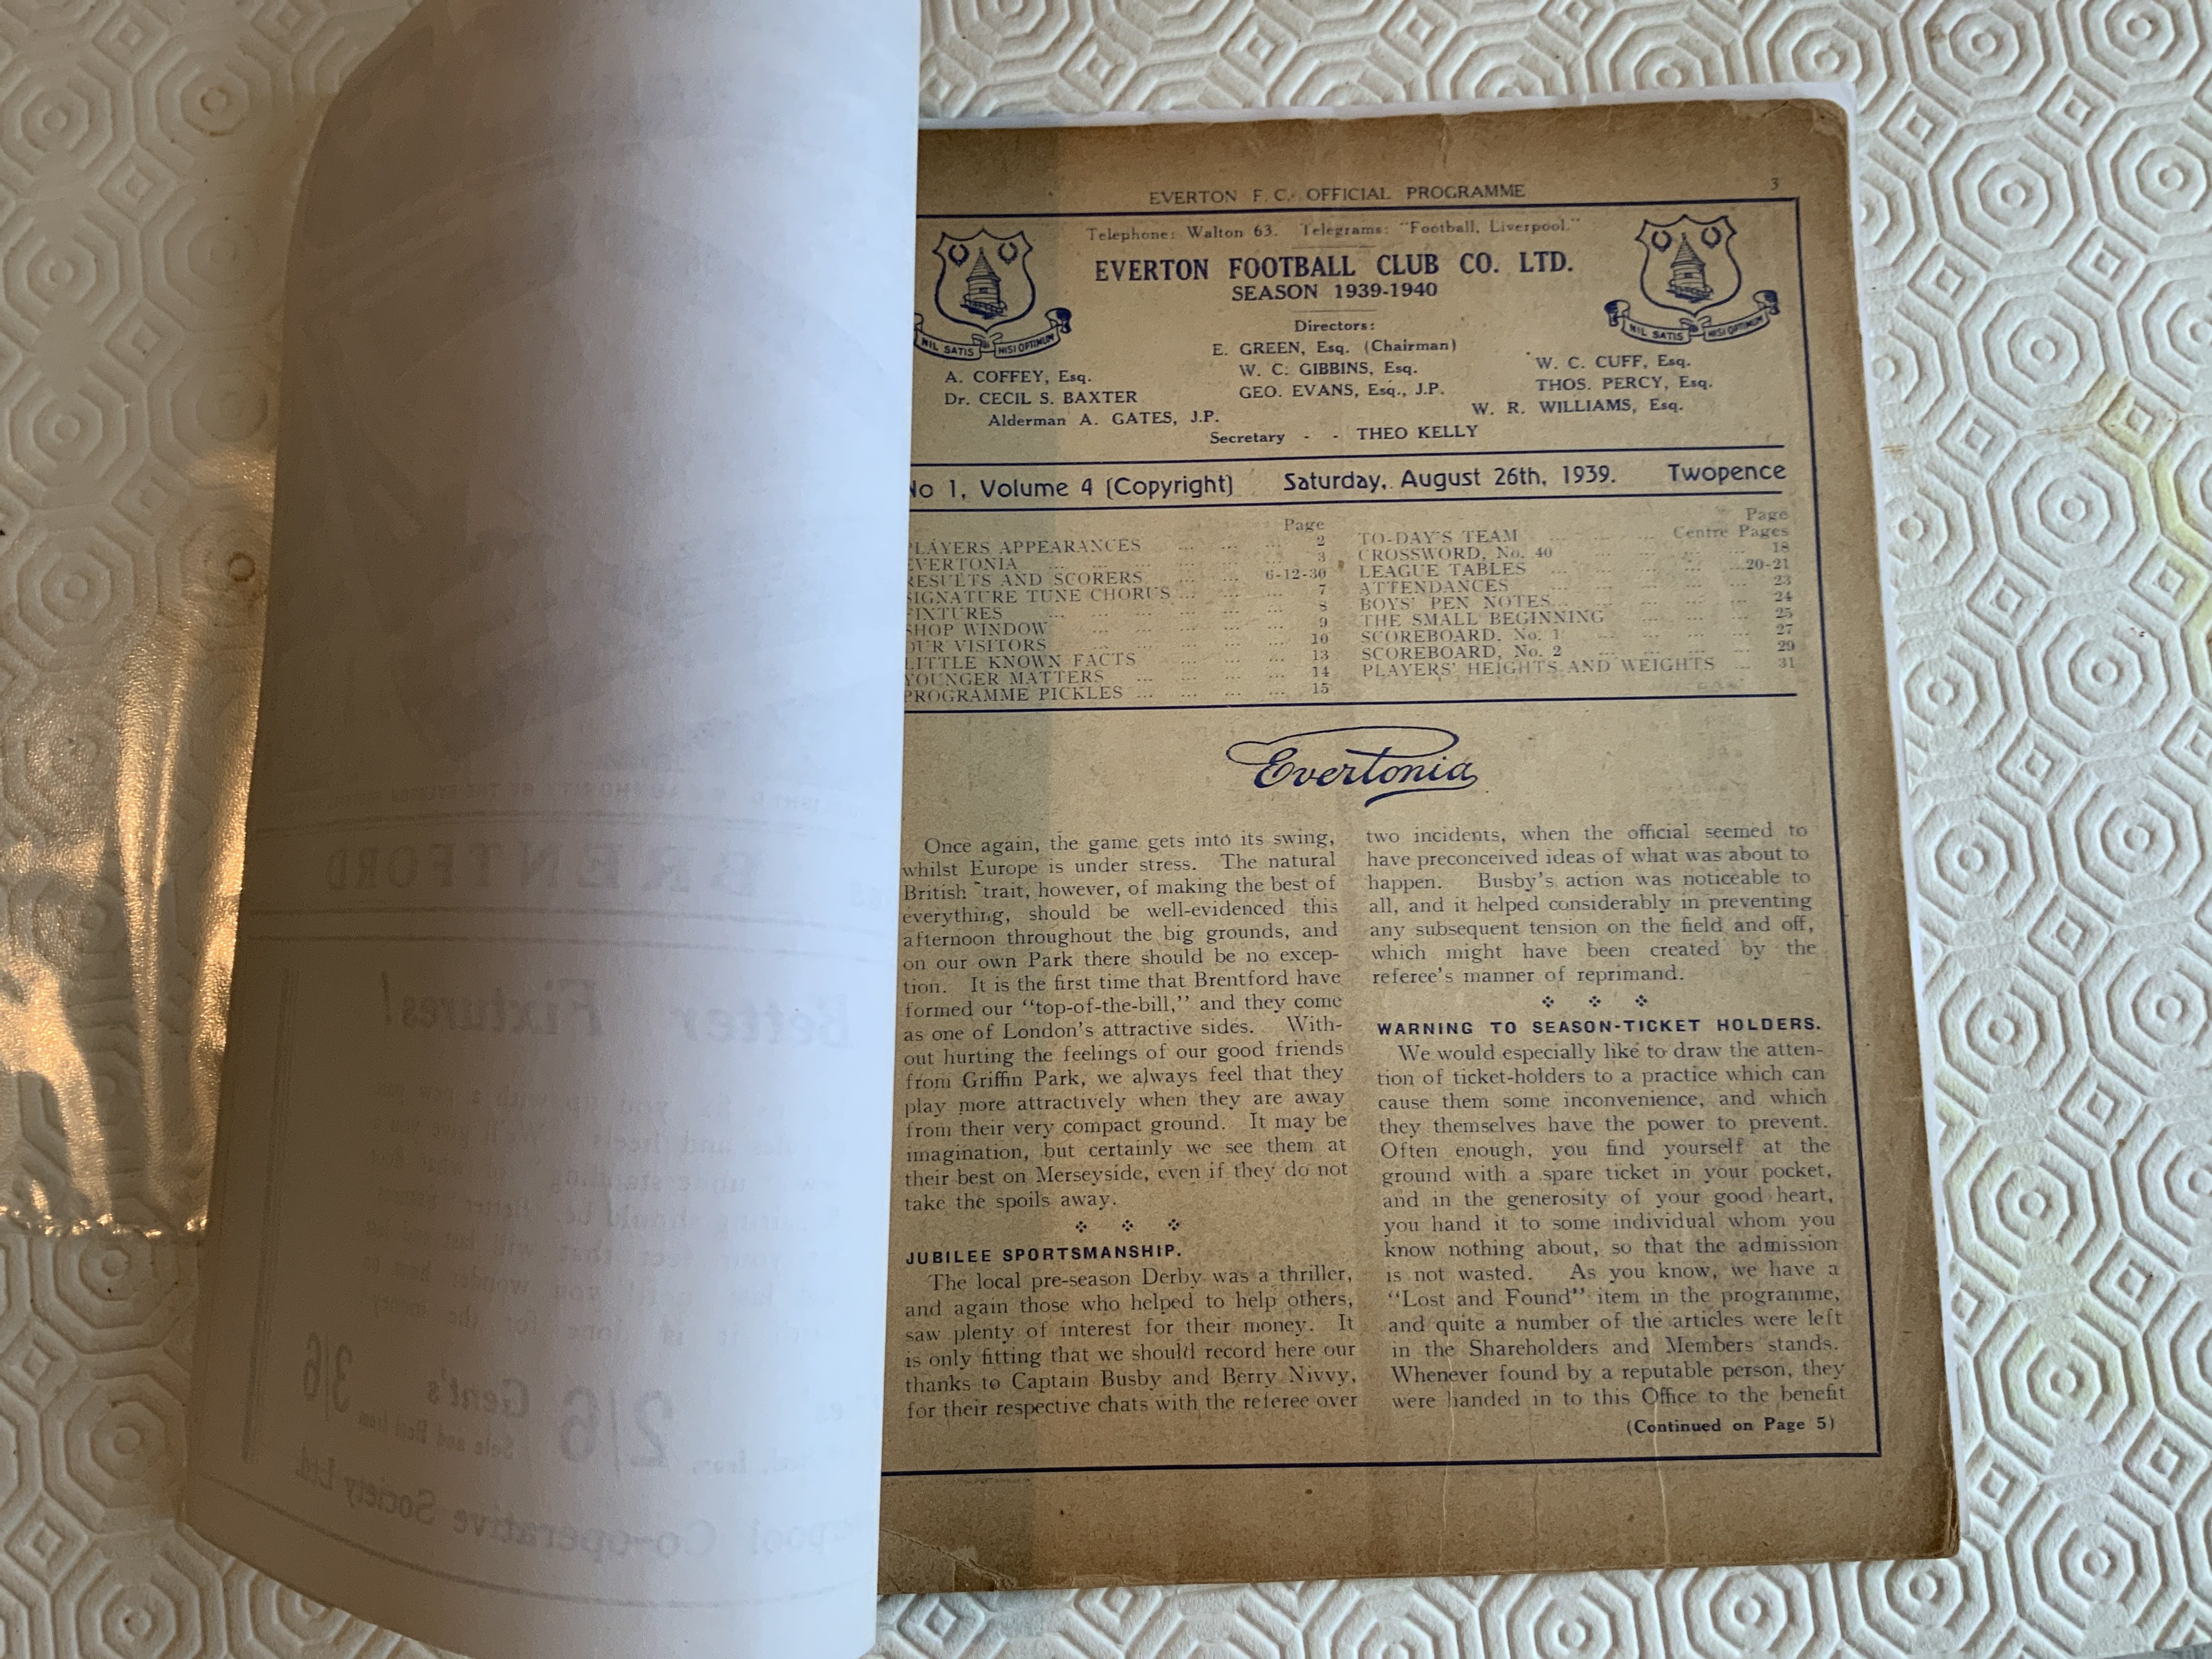 EVERTON F.C. OFFICIAL PROGRAMME 3
Telephone: Walton 63. Telegrams: "Football, Liverpool."
EVERTON FOOTBALL CLUB CO. LTD.
SEASON 1939-1940
NIL SATIS NISI OPTIMUM
NIL SATIS NISI OPTIMUM
Directors:
E. GREEN, Esq. (Chairman)
A. COFFEY, Esq. W. C. GIBBINS, Esq. W. C. CUFF, Esq.
Dr. CECIL S. BAXTER GEO. EVANS, Esq., J.P. THOS. PERCY, Esq.
Alderman A. GATES, J.P. W. R. WILLIAMS, Esq.
Secretary - - THEO KELLY
No 1, Volume 4 (Copyright) Saturday, August 26th, 1939. Twopence
Page
PLAYERS APPEARANCES ... ... ... 2
EVERTONIA ... ... ... ... 3
RESULTS AND SCORERS ... ... 6-12-30
SIGNATURE TUNE CHORUS ... ... ... 7
FIXTURES ... ... ... ... 8
SHOP WINDOW ... ... ... ... 9
OUR VISITORS ... ... ... ... 10
LITTLE KNOWN FACTS ... ... ... 13
YOUNGER MATTERS ... ... ... ... 14
PROGRAMME PICKLES ... ... ... ... 15
Page
TO-DAY'S TEAM ... ... Centre Pages
CROSSWORD, No. 40 ... ... ... 18
LEAGUE TABLES ... ... ... ...20-21
ATTENDANCES ... ... ... ... 23
BOYS' PEN NOTES... ... ... ... 24
THE SMALL BEGINNING ... ... ... 25
SCOREBOARD, No. 1 ... ... ... 27
SCOREBOARD, No. 2 ... ... ... 29
PLAYERS' HEIGHTS AND WEIGHTS ... 31
Evertonia
Once again, the game gets into its swing,
whilst Europe is under stress. The natural
British trait, however, of making the best of
everything, should be well-evidenced this
afternoon throughout the big grounds, and
on our own Park there should be no excep-
tion. It is the first time that Brentford have
formed our "top-of-the-bill," and they come
as one of London's attractive sides. With-
out hurting the feelings of our good friends
from Griffin Park, we always feel that they
play more attractively when they are away
from their very compact ground. It may be
imagination, but certainly we see them at
their best on Merseyside, even if they do not
take the spoils away.
JUBILEE SPORTSMANSHIP.
The local pre-season Derby was a thriller,
and again those who helped to help others,
saw plenty of interest for their money. It
is only fitting that we should record here our
thanks to Captain Busby and Berry Nivvy,
for their respective chats with the referee over
two incidents, when the official seemed to
have preconceived ideas of what was about to
happen. Busby's action was noticeable to
all, and it helped considerably in preventing
any subsequent tension on the field and off,
which might have been created by the
referee's manner of reprimand.
WARNING TO SEASON-TICKET HOLDERS.
We would especially like to draw the atten-
tion of ticket-holders to a practice which can
cause them some inconvenience, and which
they themselves have the power to prevent.
Often enough, you find yourself at the
ground with a spare ticket in your pocket,
and in the generosity of your good heart,
you hand it to some individual whom you
know nothing about, so that the admission
is not wasted. As you know, we have a
"Lost and Found" item in the programme,
and quite a number of the articles were left
in the Shareholders and Members stands.
Whenever found by a reputable person, they
were handed in to this Office to the benefit
(Continued on Page 5)
BRENTFORD
Better Fixtures!
2/6 Gent's 3/6
Co-operative Society Ltd.